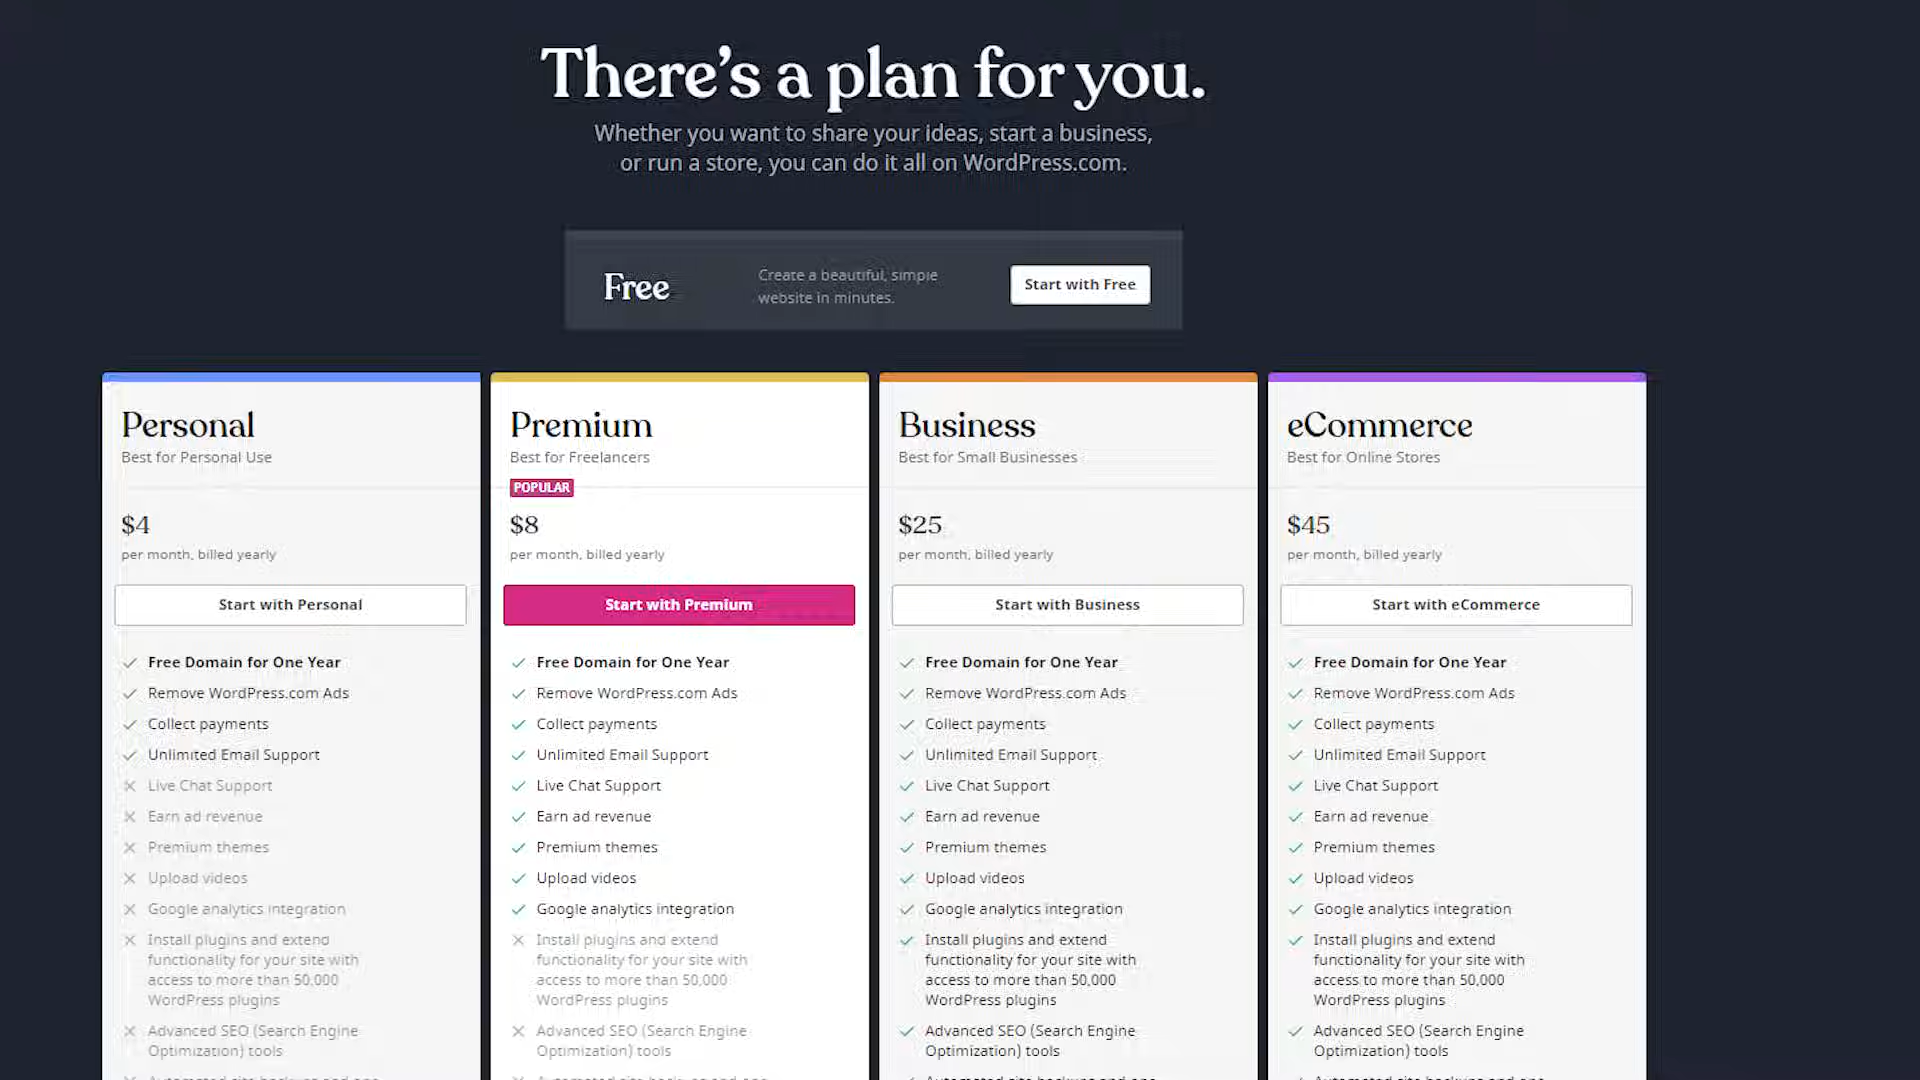 There's a plan for you.
Whether you want to share your ideas, start a business,
or run a store, you can do it all on WordPress.com.
Free
Create a beautiful, simple
website in minutes.
Start with Free
Personal
Best for Personal Use
$4
per month, billed yearly
Start with Personal
Free Domain for One Year
Remove WordPress.com Ads
Collect payments
Unlimited Email Support
Live Chat Support
Earn ad revenue
Premium themes
Upload videos
Google analytics integration
Install plugins and extend
functionality for your site with
access to more than 50,000
WordPress plugins
Advanced SEO (Search Engine
Optimization) tools
Premium
Best for Freelancers
POPULAR
$8
per month, billed yearly
Start with Premium
Free Domain for One Year
Remove WordPress.com Ads
Collect payments
Unlimited Email Support
Live Chat Support
Earn ad revenue
Premium themes
Upload videos
Google analytics integration
Install plugins and extend
functionality for your site with
access to more than 50,000
WordPress plugins
Advanced SEO (Search Engine
Optimization) tools
Business
Best for Small Businesses
$25
per month, billed yearly
Start with Business
Free Domain for One Year
Remove WordPress.com Ads
Collect payments
Unlimited Email Support
Live Chat Support
Earn ad revenue
Premium themes
Upload videos
Google analytics integration
Install plugins and extend
functionality for your site with
access to more than 50,000
WordPress plugins
Advanced SEO (Search Engine
Optimization) tools
eCommerce
Best for Online Stores
$45
per month, billed yearly
Start with eCommerce
Free Domain for One Year
Remove WordPress.com Ads
Collect payments
Unlimited Email Support
Live Chat Support
Earn ad revenue
Premium themes
Upload videos
Google analytics integration
Install plugins and extend
functionality for your site with
access to more than 50,000
WordPress plugins
Advanced SEO (Search Engine
Optimization) tools